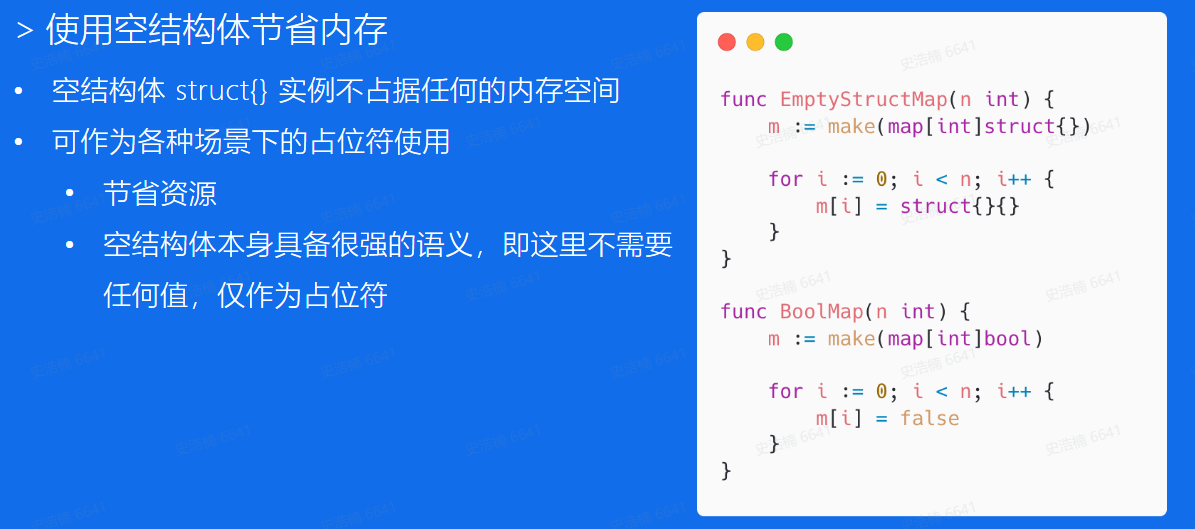 > 使用空结构体节省内存
• 空结构体 struct{} 实例不占据任何的内存空间
• 可作为各种场景下的占位符使用
• 节省资源
• 空结构体本身具备很强的语义，即这里不需要
任何值，仅作为占位符
func EmptyStructMap(n int) {
    m := make(map[int]struct{})
    for i := 0; i < n; i++ {
        m[i] = struct{}{}
    }
}
func BoolMap(n int) {
    m := make(map[int]bool)
    for i := 0; i < n; i++ {
        m[i] = false
    }
}
史浩楠 6641